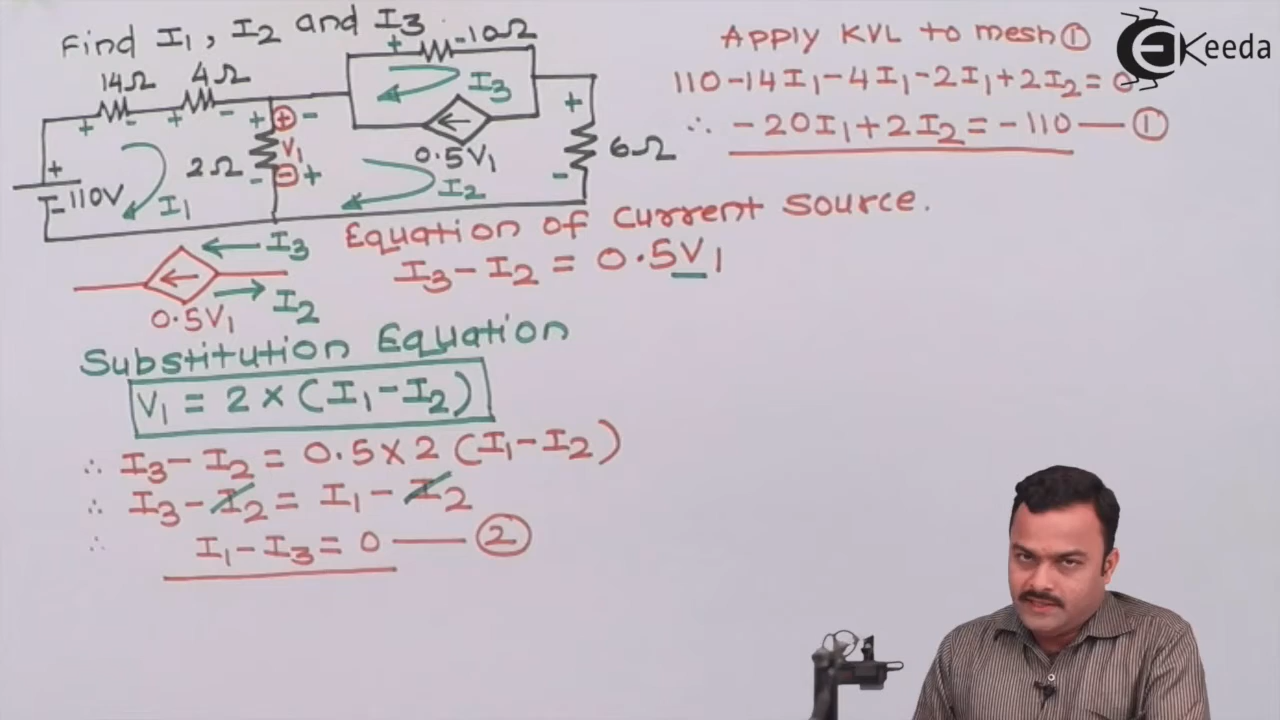 Find I1, I2 and I3
14Ω 4Ω 10Ω
+ - + - + -
I3
0.5V1
+ 110V -
I1
2Ω
+ V1 -
+ - + -
I2
+ 6Ω -
I3
I2
0.5V1
Equation of Current source.
I3 - I2 = 0.5V1
Substitution Equation
V1 = 2 × (I1 - I2)
∴ I3 - I2 = 0.5 × 2 (I1 - I2)
∴ I3 - I2 = I1 - I2
∴ I1 - I3 = 0 — 2
Apply KVL to mesh 1
110 - 14I1 - 4I1 - 2I1 + 2I2 = 0
∴ -20I1 + 2I2 = -110 — 1
EKeeda